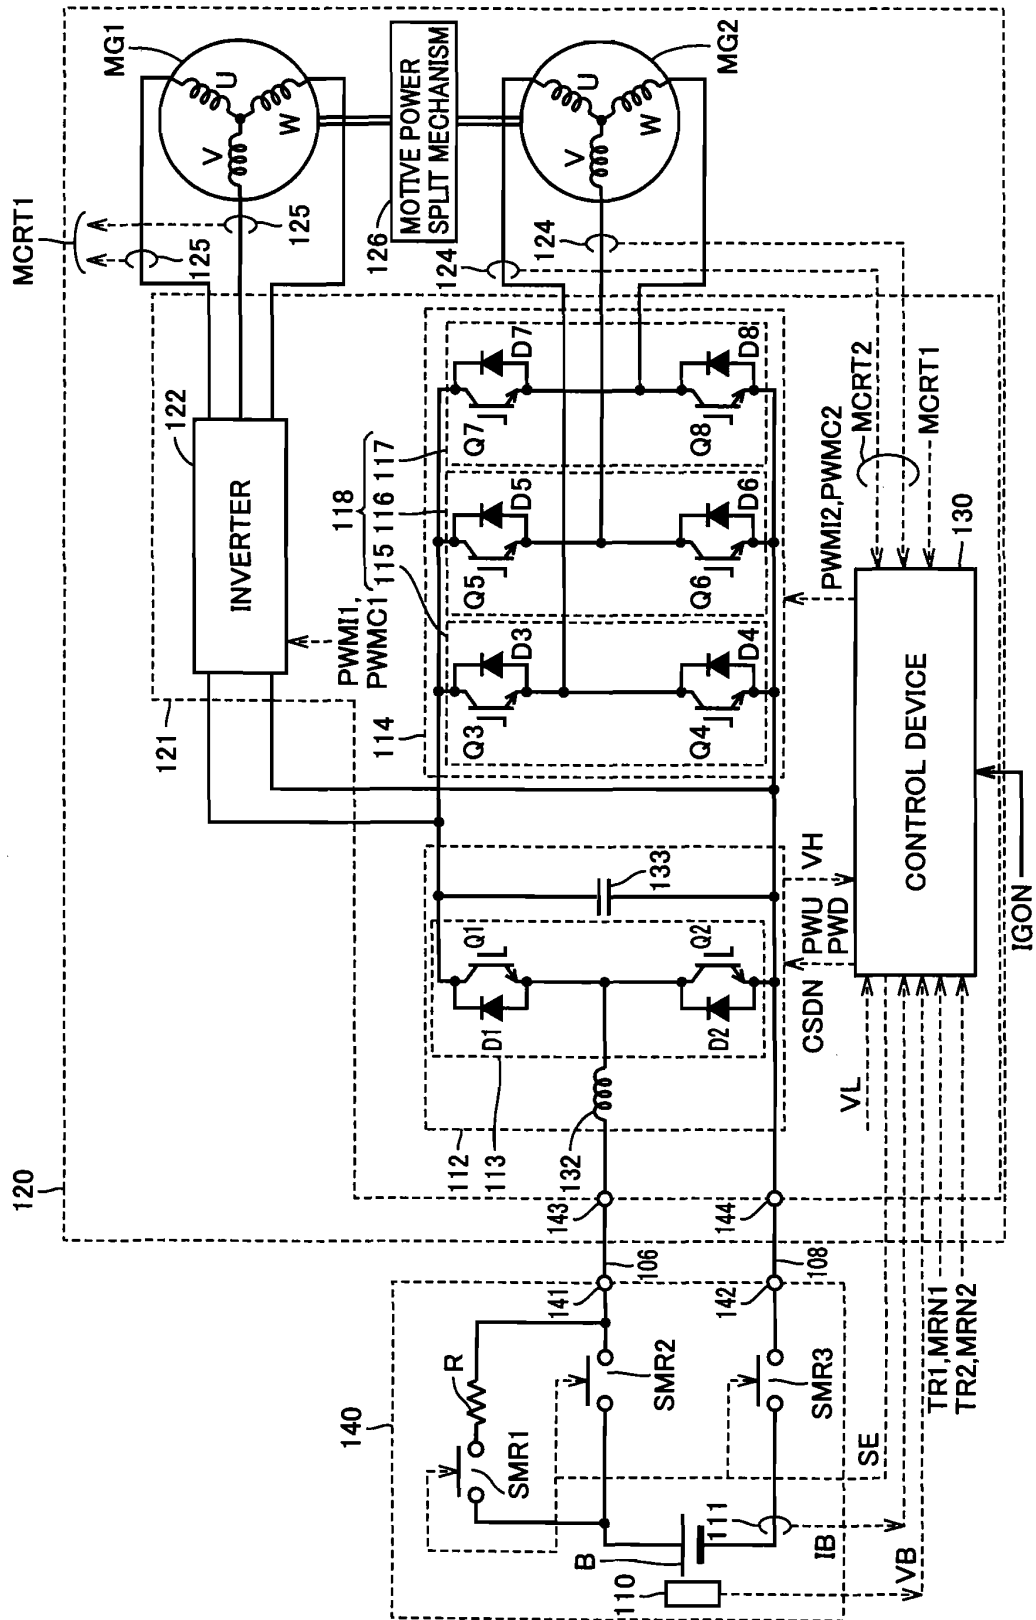 120
MCRT1
MG1
U
V
W
125
125
126
MOTIVE POWER
SPLIT MECHANISM
MG2
U
V
W
124
124
121
122
INVERTER
PWMI1,
PWMC1
118
115
116
117
114
Q3
D3
Q5
D5
Q7
D7
Q4
D4
Q6
D6
Q8
D8
112
113
132
D1
Q1
D2
Q2
133
CSDN
PWU
PWD
VH
PWMI2,PWMC2
MCRT2
MCRT1
130
CONTROL DEVICE
IGON
VL
143
144
106
108
141
142
140
R
SMR1
SMR2
SMR3
B
110
111
IB
VB
SE
TR1,MRN1
TR2,MRN2